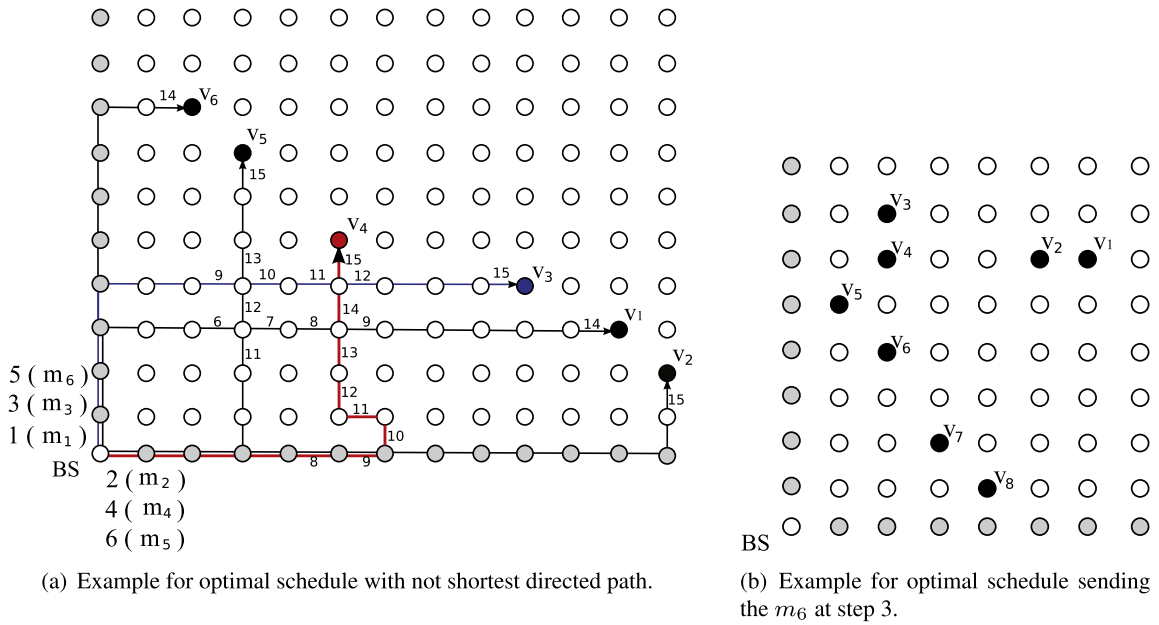 14 v6
v5
15
v4
13 15
9 10 11 12 15 v3
12 14
6 7 8 9 14 v1
11 13 v2
5 ( m6 )
12 15
3 ( m3 )
11
1 ( m1 ) 10
BS 8 9
2 ( m2 )
4 ( m4 )
6 ( m5 )
(a) Example for optimal schedule with not shortest directed path.
v3
v4 v2 v1
v5
v6
v7
v8
BS
(b) Example for optimal schedule sending
the m6 at step 3.